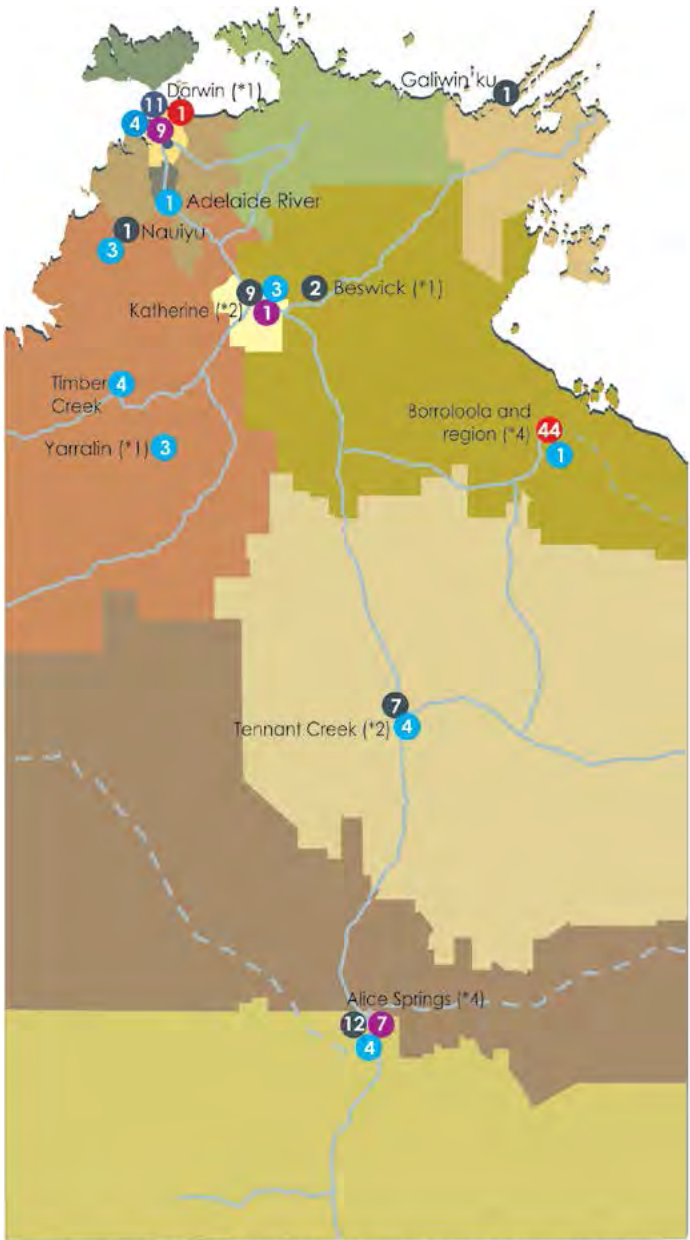 Galiwin'ku
1
Darwin (*1)
11
1
4
9
1
Adelaide River
1
Nauiyu
3
9
3
2
Beswick (*1)
Katherine (*2)
1
Timber
4
Creek
Borroloola and
region (*4)
44
Yarralin (*1)
3
1
7
Tennant Creek (*2)
4
Alice Springs (*4)
12
7
4